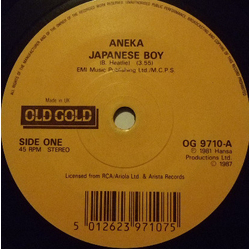 ANEKA
JAPANESE BOY
(B. Heatlie) (3.55)
EMI Music Publishing Ltd./M.C.P.S.
Made in UK
OLD GOLD
SIDE ONE
45 RPM STEREO
OG 9710-A
℗ 1981 Hansa
Productions Ltd.
© 1987
Licensed from RCA/Ariola Ltd. & Arista Records
5 012623 971075